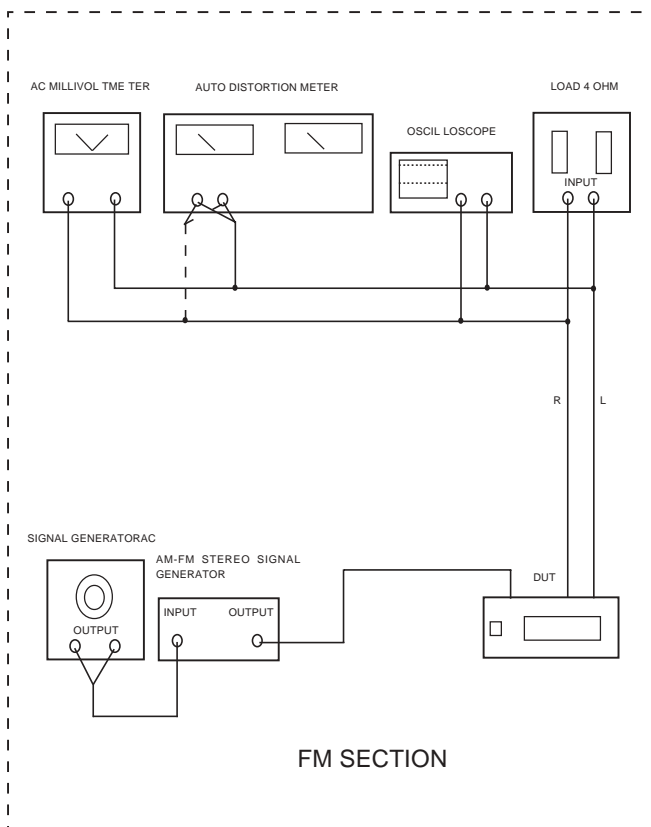 AC MILLIVOL TME TER
AUTO DISTORTION METER
OSCIL LOSCOPE
LOAD 4 OHM
INPUT
R
L
SIGNAL GENERATORAC
OUTPUT
AM-FM STEREO SIGNAL
GENERATOR
INPUT
OUTPUT
DUT
FM SECTION